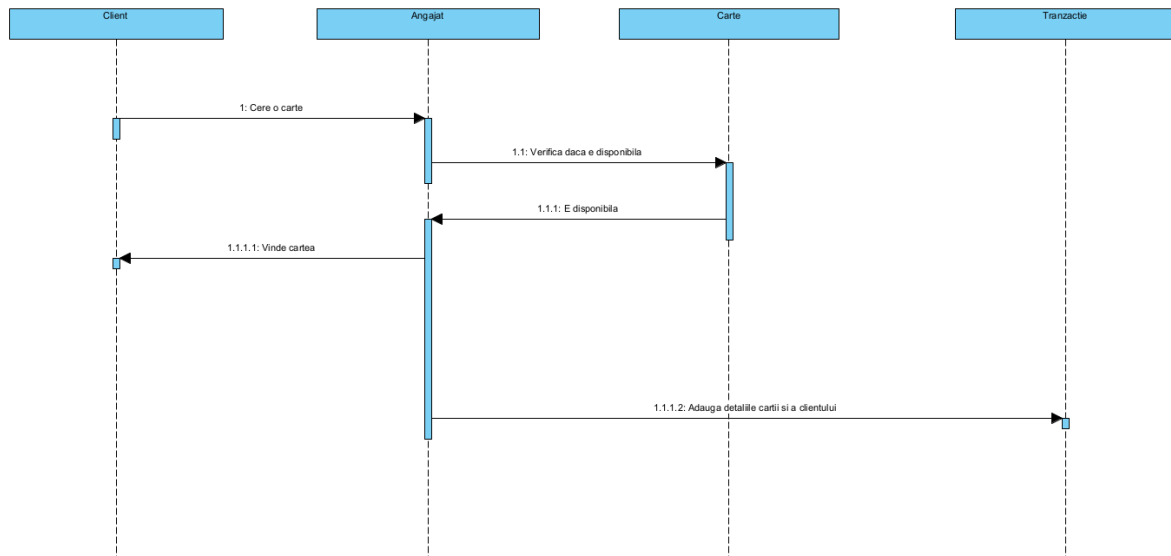 Client
Angajat
Carte
Tranzactie
1: Cere o carte
1.1: Verifica daca e disponibila
1.1.1: E disponibila
1.1.1.1: Vinde cartea
1.1.1.2: Adauga detaliile cartii si a clientului